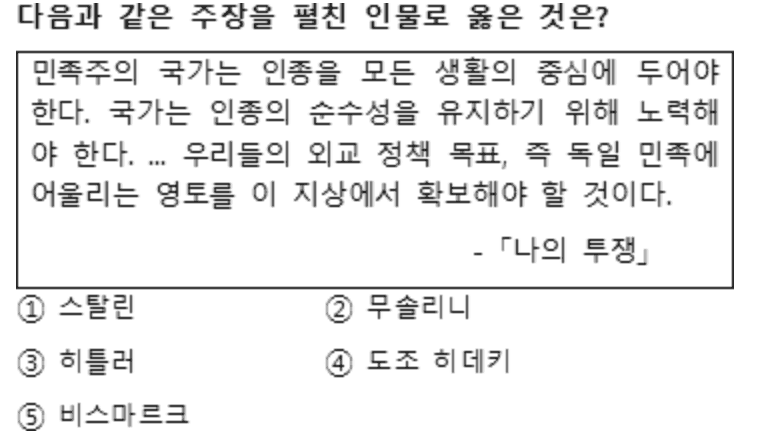 다음과 같은 주장을 펼친 인물로 옳은 것은?
민족주의 국가는 인종을 모든 생활의 중심에 두어야
한다. 국가는 인종의 순수성을 유지하기 위해 노력해
야 한다. ... 우리들의 외교 정책 목표, 즉 독일 민족에
어울리는 영토를 이 지상에서 확보해야 할 것이다.
-「나의 투쟁」
① 스탈린 ② 무솔리니
③ 히틀러 ④ 도조 히데키
⑤ 비스마르크